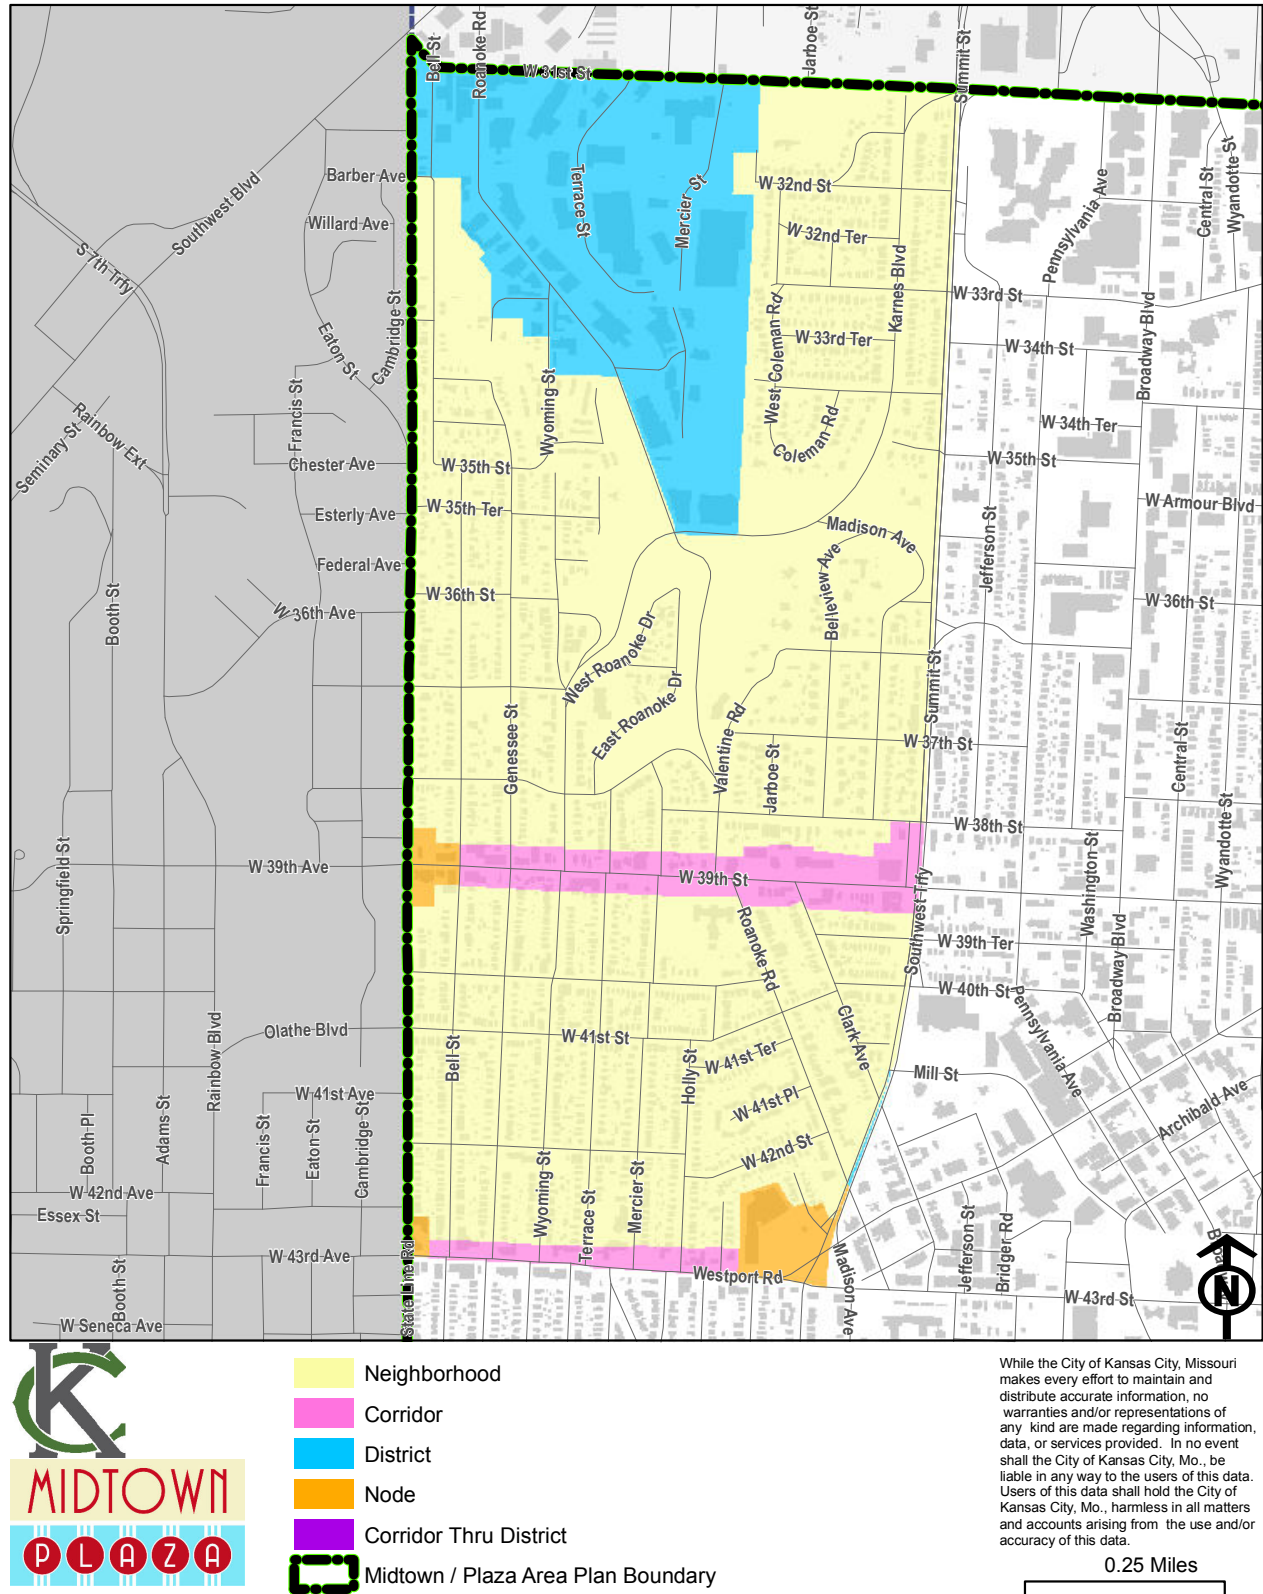 Bell St
Roanoke Rd
W 31st St
Jarboe St
Summit St
Barber Ave
Southwest Blvd
Willard Ave
S 7th Trfy
Terrace St
Mercier St
W 32nd St
W 32nd Ter
Pennsylvania Ave
Central St
Wyandotte St
Karnes Blvd
W 33rd St
Cambridge St
Eaton St
West Coleman Rd
W 33rd Ter
W 34th St
Broadway Blvd
Francis St
Wyoming St
Rainbow Ext
Seminary St
Coleman Rd
W 34th Ter
Chester Ave
W 35th St
W 35th St
W 35th Ter
Esterly Ave
W Armour Blvd
Madison Ave
Jefferson St
Federal Ave
Belleview Ave
Booth St
W 36th Ave
W 36th St
W 36th St
West Roanoke Dr
East Roanoke Dr
Summit St
Genessee St
Valentine Rd
Jarboe St
W 37th St
Central St
W 38th St
Wyandotte St
Springfield St
W 39th Ave
W 39th St
Washington St
Southwest Trfy
Roanoke Rd
W 39th Ter
Broadway Blvd
W 40th St
Pennsylvania Ave
Rainbow Blvd
Olathe Blvd
Bell St
W 41st St
Clark Ave
W 41st Ter
Holly St
Mill St
W 41st Ave
W 41st Pl
Archibald Ave
Booth Pl
Adams St
Francis St
Eaton St
Cambridge St
W 42nd St
W 42nd Ave
Wyoming St
Terrace St
Mercier St
Essex St
W 43rd Ave
State Line Rd
Westport Rd
Madison Ave
Jefferson St
Bridger Rd
Booth St
W 43rd St
W Seneca Ave
N
KC
MIDTOWN
PLAZA
Neighborhood
Corridor
District
Node
Corridor Thru District
Midtown / Plaza Area Plan Boundary
While the City of Kansas City, Missouri
makes every effort to maintain and
distribute accurate information, no
warranties and/or representations of
any kind are made regarding information,
data, or services provided. In no event
shall the City of Kansas City, Mo., be
liable in any way to the users of this data.
Users of this data shall hold the City of
Kansas City, Mo., harmless in all matters
and accounts arising from the use and/or
accuracy of this data.
0.25 Miles